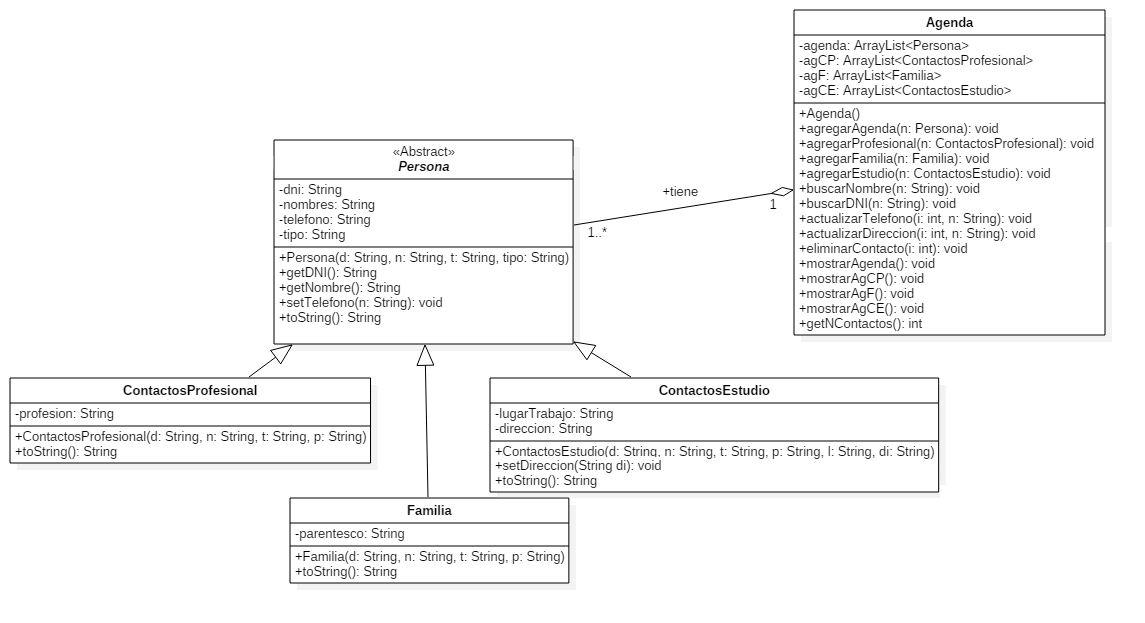 Agenda
-agenda: ArrayList<Persona>
-agCP: ArrayList<ContactosProfesional>
-agF: ArrayList<Familia>
-agCE: ArrayList<ContactosEstudio>
+Agenda()
+agregarAgenda(n: Persona): void
+agregarProfesional(n: ContactosProfesional): void
+agregarFamilia(n: Familia): void
+agregarEstudio(n: ContactosEstudio): void
+buscarNombre(n: String): void
+buscarDNI(n: String): void
+actualizarTelefono(i: int, n: String): void
+actualizarDireccion(i: int, n: String): void
+eliminarContacto(i: int): void
+mostrarAgenda(): void
+mostrarAgCP(): void
+mostrarAgF(): void
+mostrarAgCE(): void
+getNContactos(): int
«Abstract»
Persona
-dni: String
-nombres: String
-telefono: String
-tipo: String
+Persona(d: String, n: String, t: String, tipo: String)
+getDNI(): String
+getNombre(): String
+setTelefono(n: String): void
+toString(): String
+tiene
1
1..*
ContactosProfesional
-profesion: String
+ContactosProfesional(d: String, n: String, t: String, p: String)
+toString(): String
ContactosEstudio
-lugarTrabajo: String
-direccion: String
+ContactosEstudio(d: String, n: String, t: String, p: String, l: String, di: String)
+setDireccion(String di): void
+toString(): String
Familia
-parentesco: String
+Familia(d: String, n: String, t: String, p: String)
+toString(): String